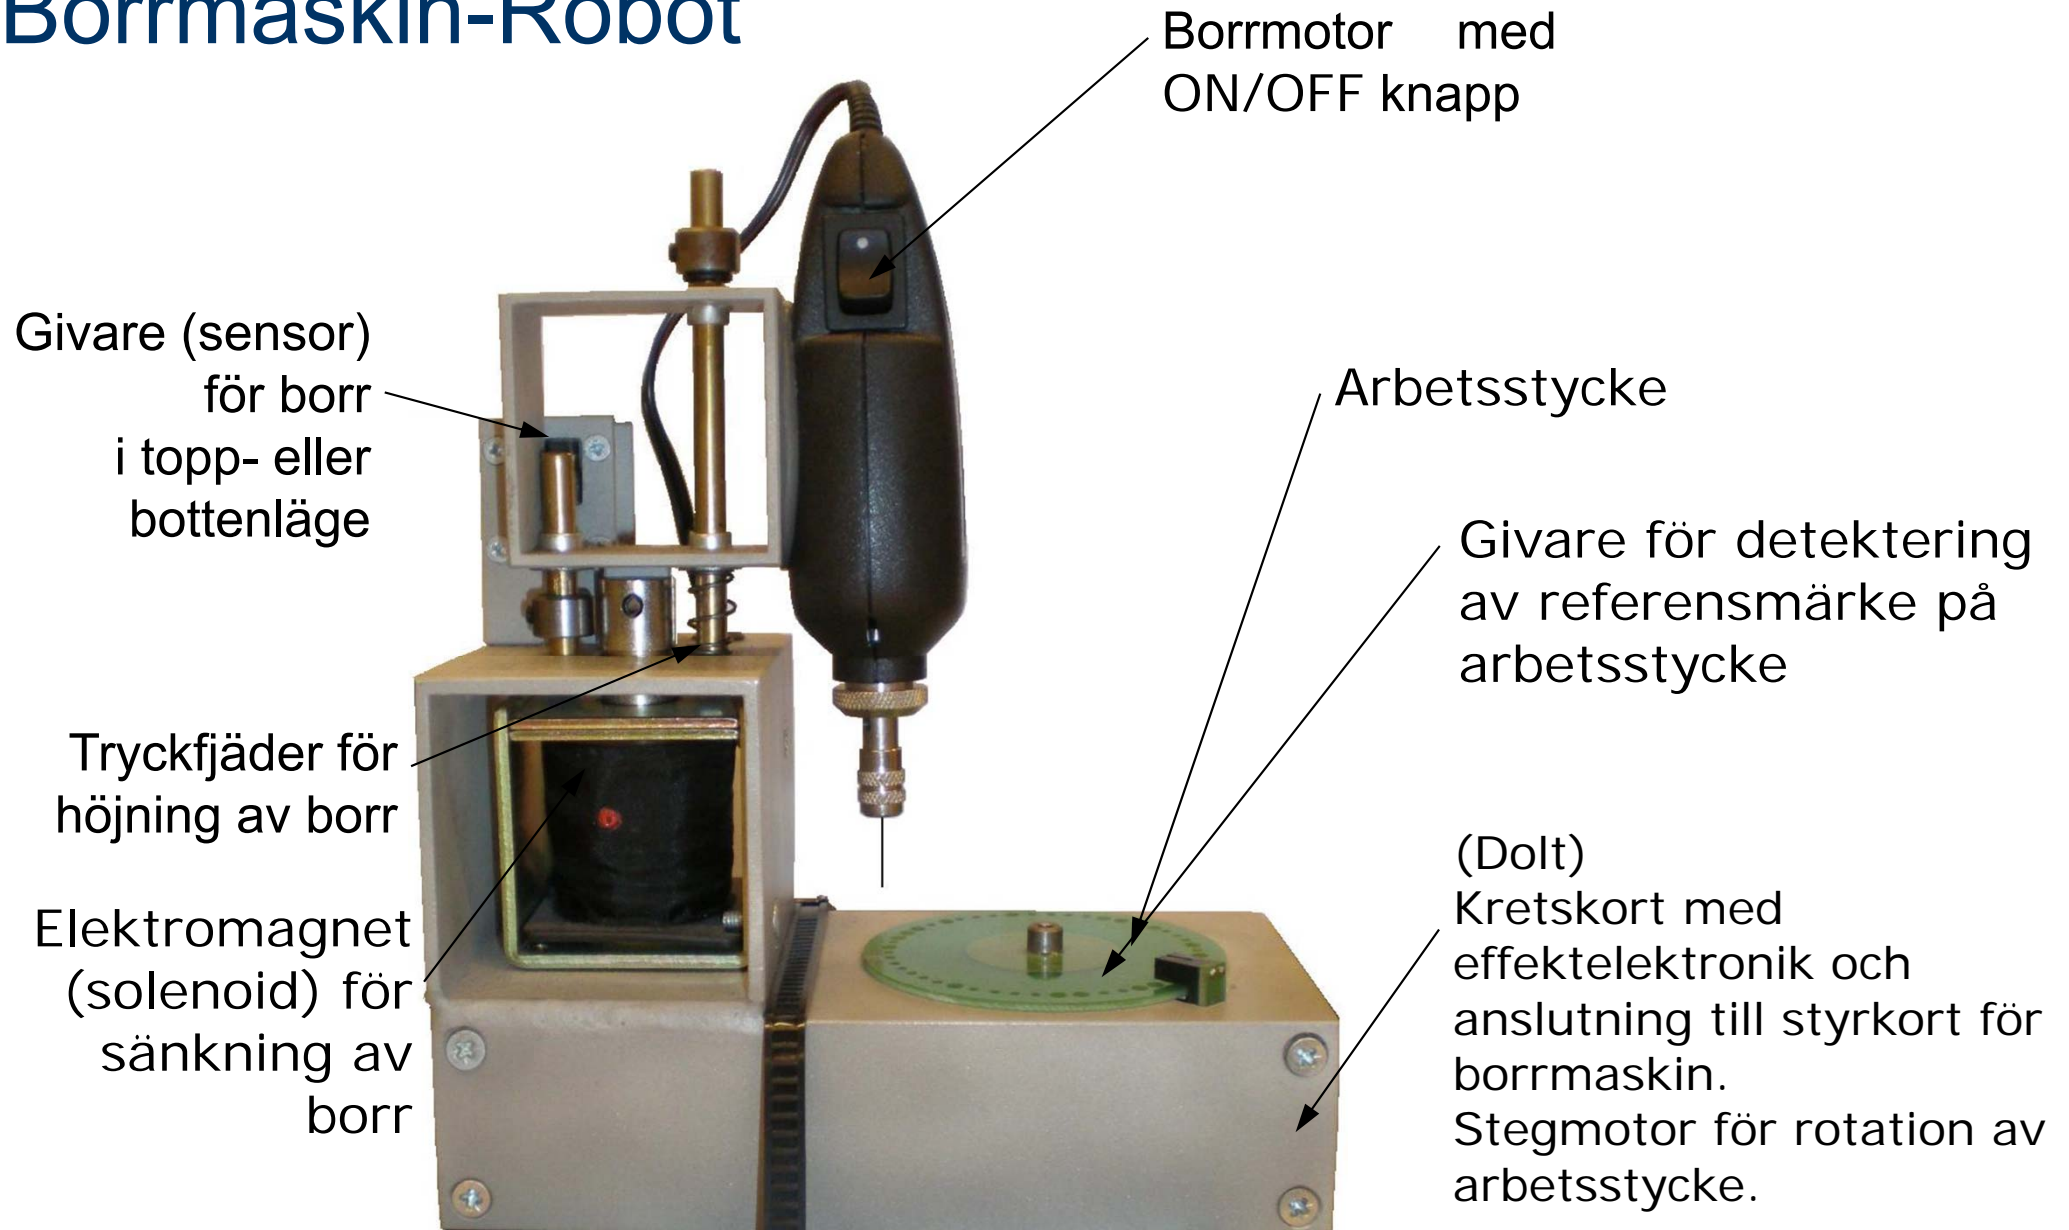 Borrmaskin-Robot
Borrmotor med
ON/OFF knapp
Givare (sensor)
för borr
i topp- eller
bottenläge
Arbetsstycke
Givare för detektering
av referensmärke på
arbetsstycke
Tryckfjäder för
höjning av borr
Elektromagnet
(solenoid) för
sänkning av
borr
(Dolt)
Kretskort med
effektelektronik och
anslutning till styrkort för
borrmaskin.
Stegmotor för rotation av
arbetsstycke.